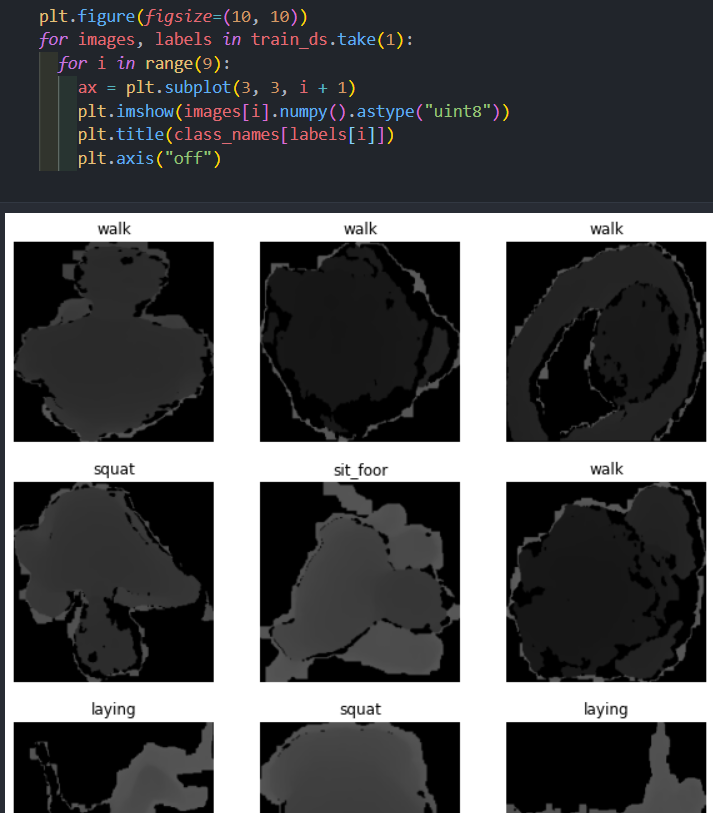 plt.figure(figsize=(10, 10))
for images, labels in train_ds.take(1):
  for i in range(9):
    ax = plt.subplot(3, 3, i + 1)
    plt.imshow(images[i].numpy().astype("uint8"))
    plt.title(class_names[labels[i]])
    plt.axis("off")
walk walk walk
squat sit_foor walk
laying squat laying